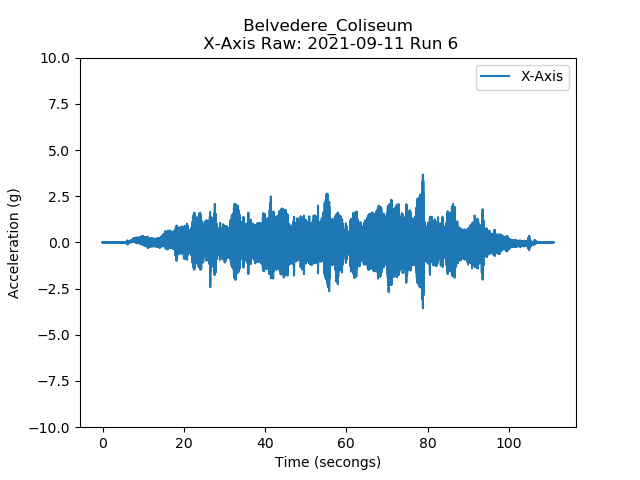 Belvedere_Coliseum
X-Axis Raw: 2021-09-11 Run 6
X-Axis
10.0
7.5
5.0
2.5
0.0
−2.5
−5.0
−7.5
−10.0
Acceleration (g)
0 20 40 60 80 100
Time (secongs)